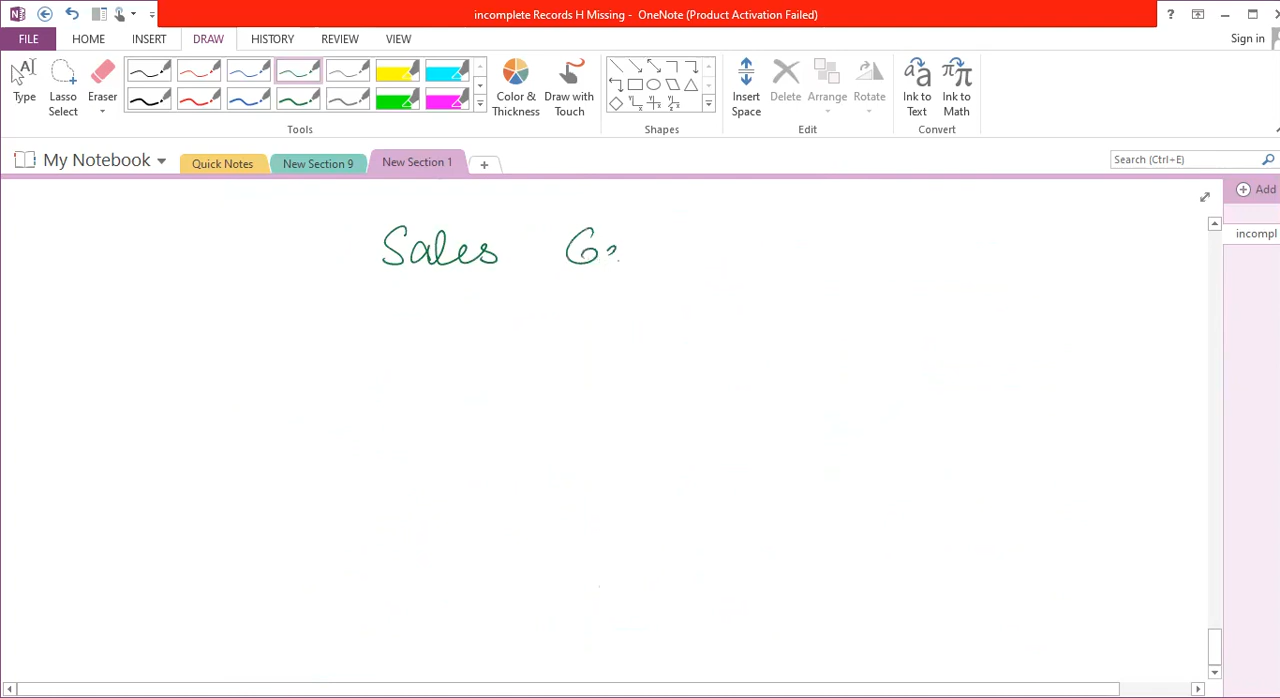 incomplete Records H Missing - OneNote (Product Activation Failed)
?
FILE HOME INSERT DRAW HISTORY REVIEW VIEW
Sign in
Type
Lasso Select
Eraser
Color & Thickness
Draw with Touch
Insert Space
Delete
Arrange
Rotate
Ink to Text
Ink to Math
Tools
Shapes
Edit
Convert
My Notebook
Quick Notes
New Section 9
New Section 1
Search (Ctrl+E)
Add
incompl
Sales